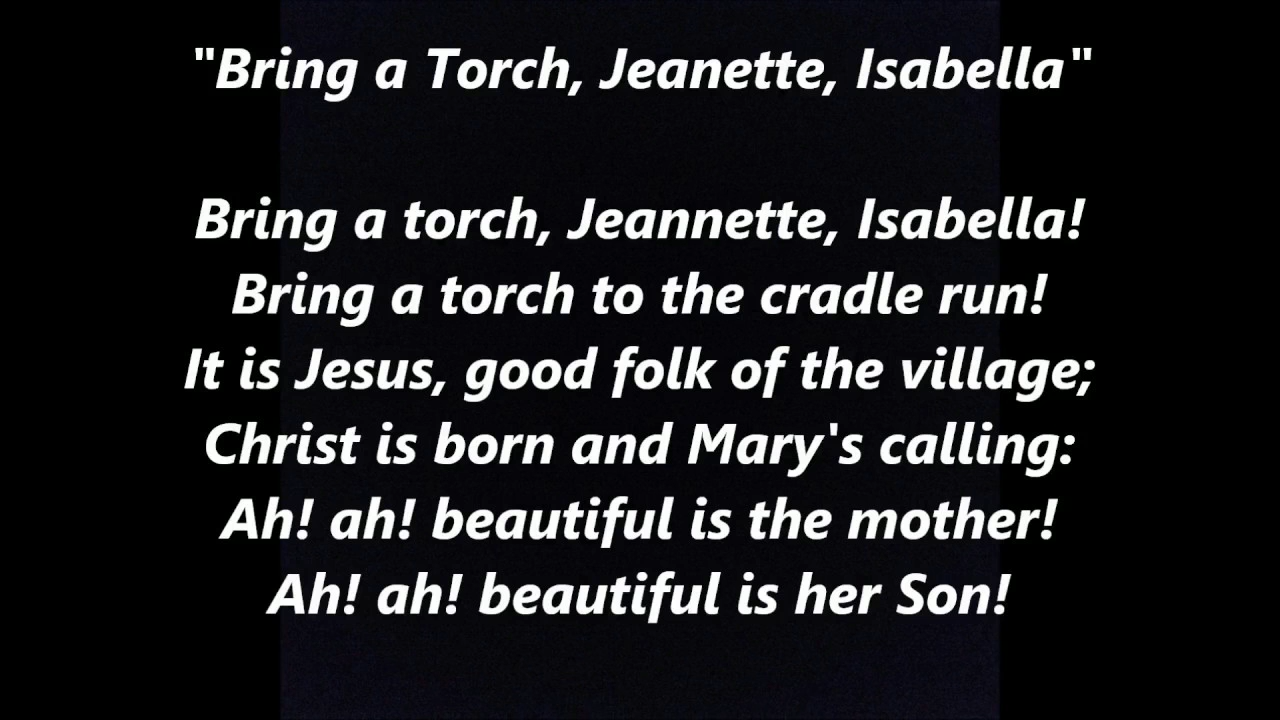 "Bring a Torch, Jeanette, Isabella"
Bring a torch, Jeannette, Isabella!
Bring a torch to the cradle run!
It is Jesus, good folk of the village;
Christ is born and Mary's calling:
Ah! ah! beautiful is the mother!
Ah! ah! beautiful is her Son!